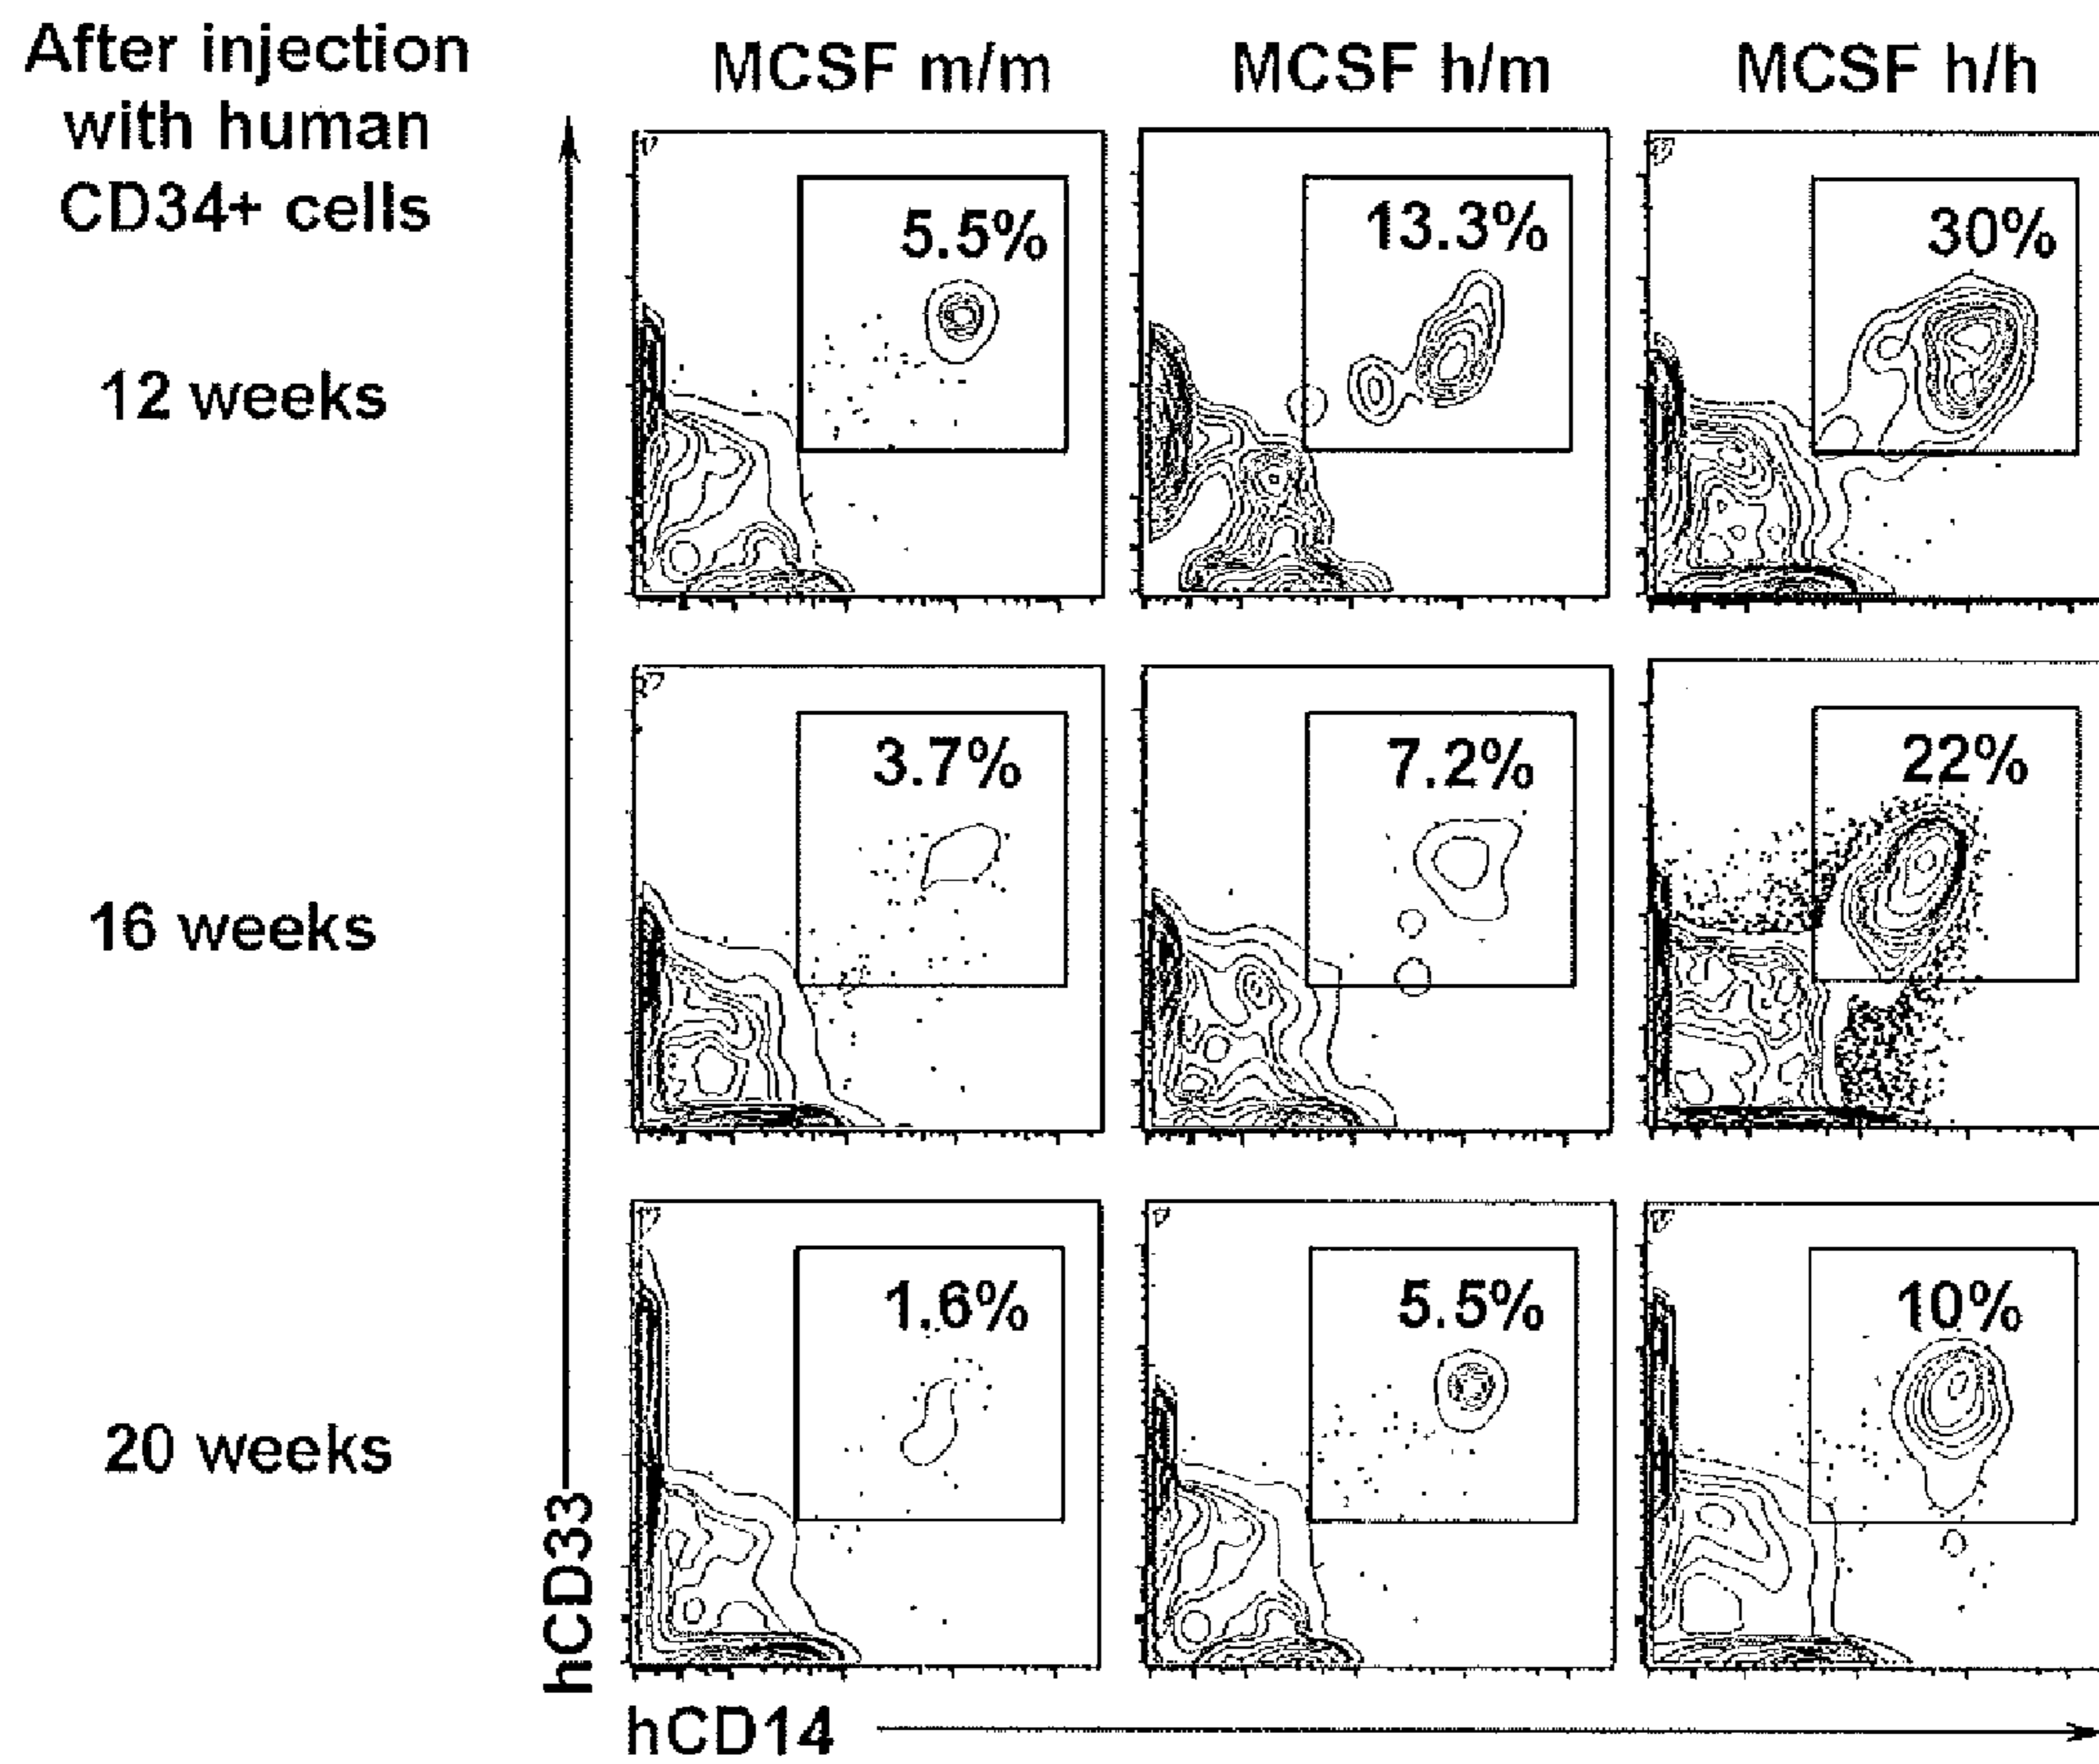 After injection
with human
CD34+ cells
MCSF m/m
MCSF h/m
MCSF h/h
12 weeks
5.5%
13.3%
30%
16 weeks
3.7%
7.2%
22%
20 weeks
1.6%
5.5%
10%
hCD33
hCD14